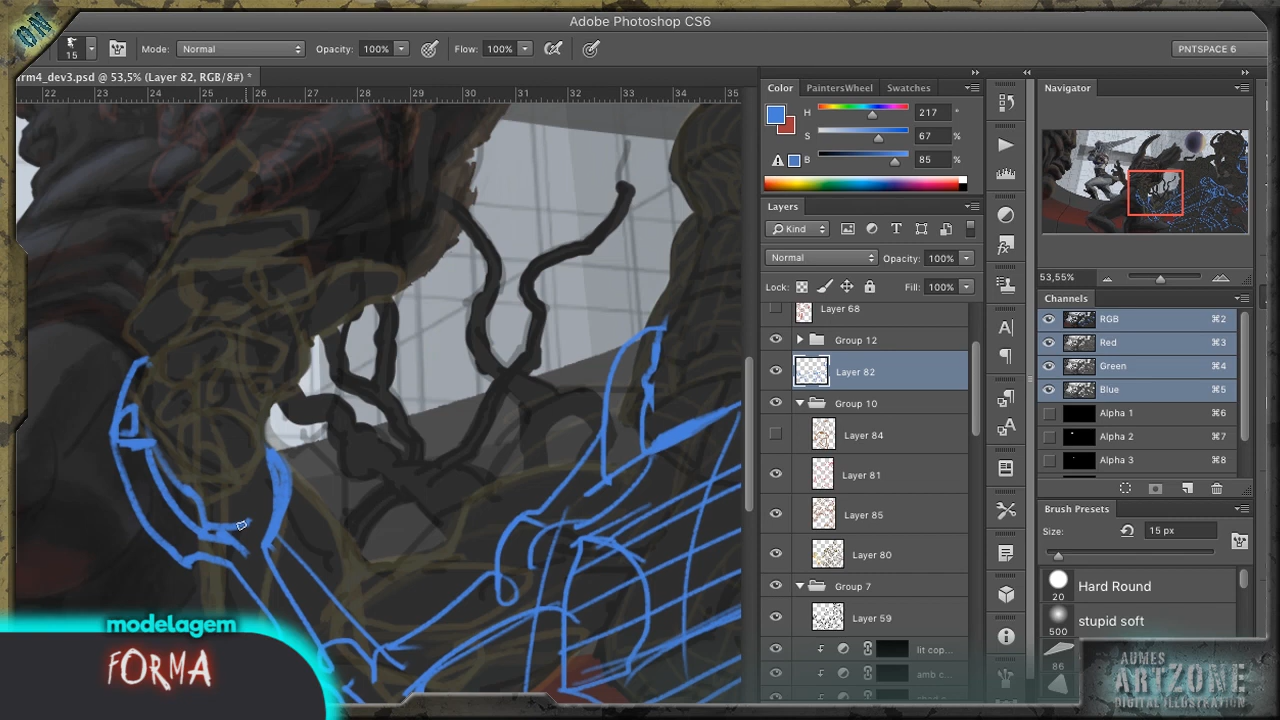 Adobe Photoshop CS6
15
Mode: Normal
Opacity: 100%
Flow: 100%
PNTSPACE 6
rm4_dev3.psd @ 53,5% (Layer 82, RGB/8#) *
22 23 24 25 26 27 28 29 30 31 32 33 34 35
Color PaintersWheel Swatches
H 217 °
S 67 %
B 85 %
Layers
Kind
Normal Opacity: 100%
Lock: Fill: 100%
Layer 68
Group 12
Layer 82
Group 10
Layer 84
Layer 81
Layer 85
Layer 80
Group 7
Layer 59
lit cop...
amb c...
Navigator
53,55%
Channels
RGB ⌘2
Red ⌘3
Green ⌘4
Blue ⌘5
Alpha 1 ⌘6
Alpha 2 ⌘7
Alpha 3 ⌘8
Brush Presets
Size: 15 px
Hard Round
20
stupid soft
500
86
modelagem
FORMA
AUMES
ARTZONE
DIGITAL ILLUSTRATION